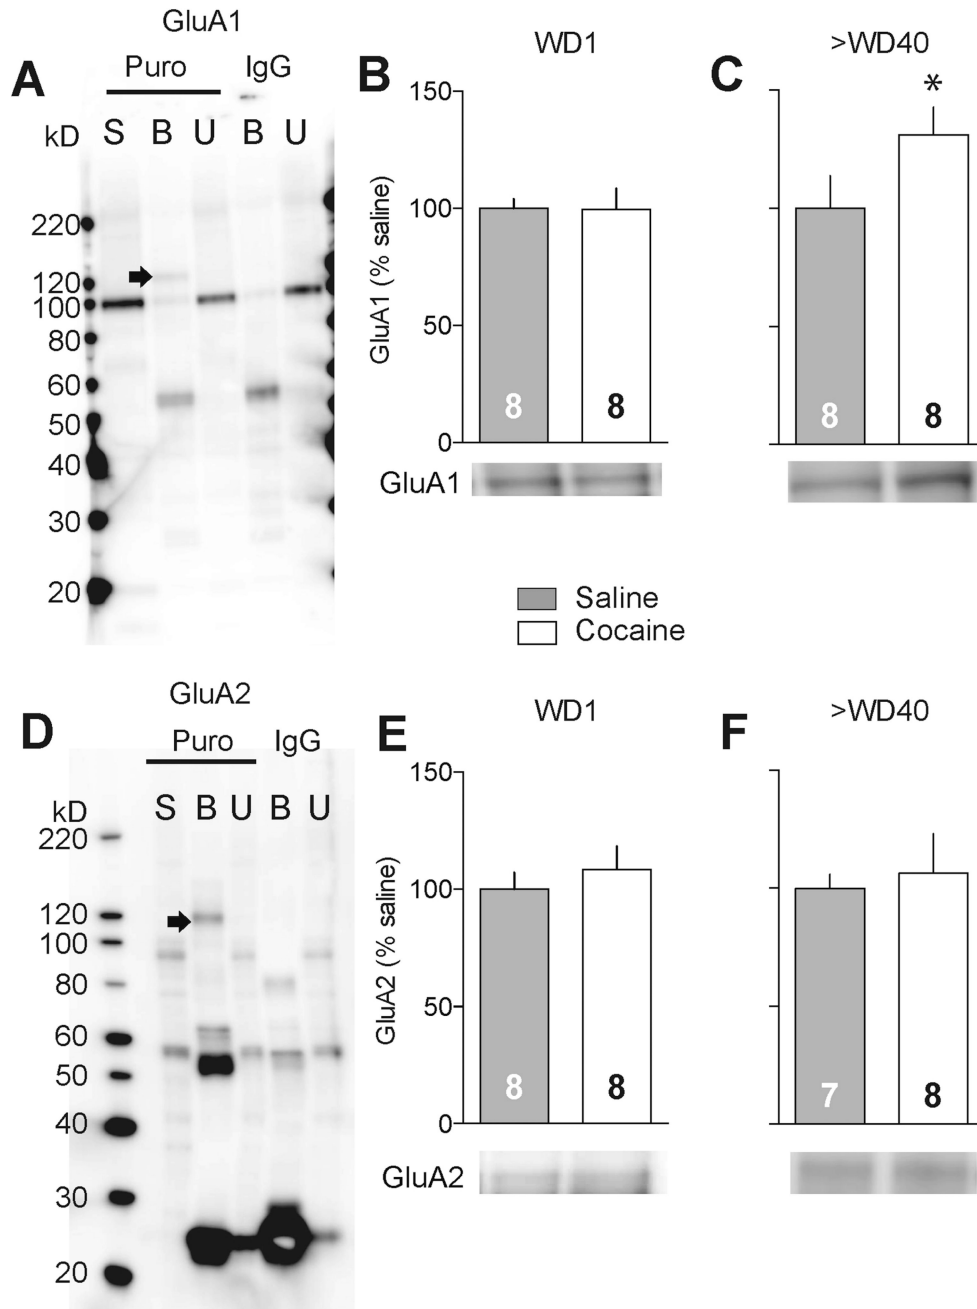 GluA1
A
Puro IgG
kD S B U B U
220
120
100
80
60
50
40
30
20
B
WD1
GluA1 (% saline)
150
100
50
0
8 8
GluA1
C
>WD40
*
8 8
Saline
Cocaine
GluA2
D
Puro IgG
kD S B U B U
220
120
100
80
60
50
40
30
20
E
WD1
GluA2 (% saline)
150
100
50
0
8 8
GluA2
F
>WD40
7 8